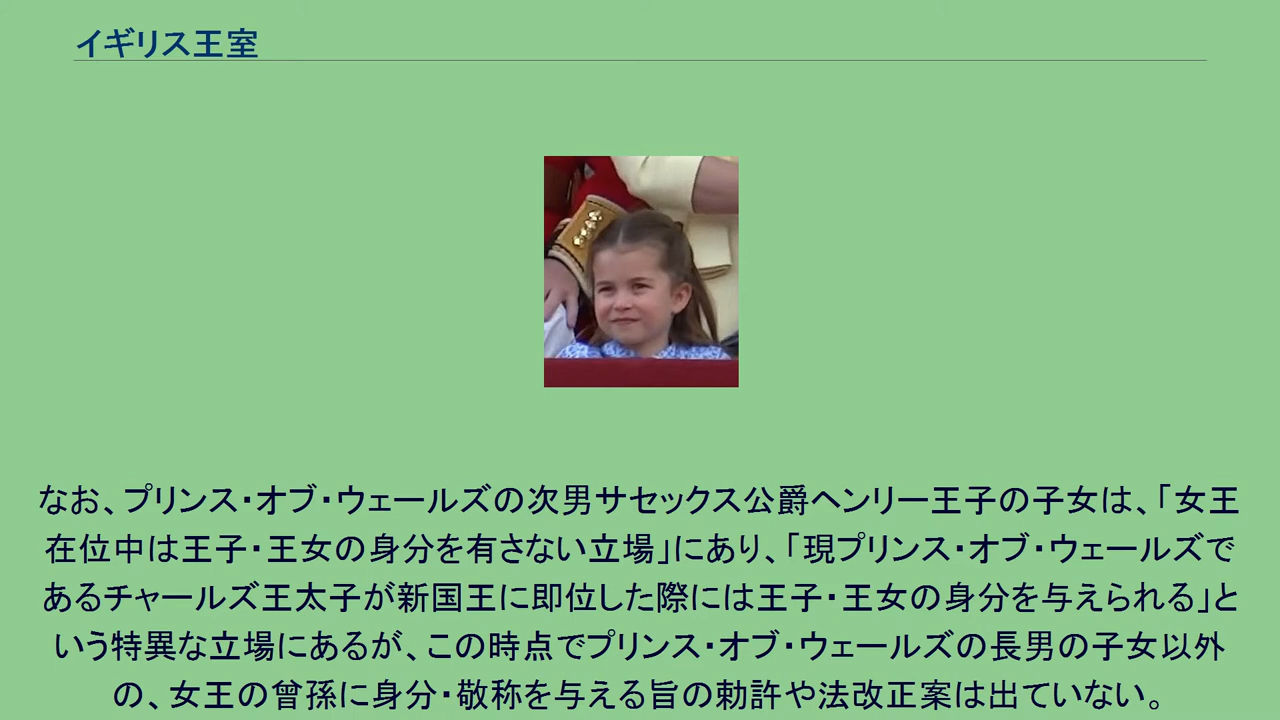 イギリス王室
なお、プリンス・オブ・ウェールズの次男サセックス公爵ヘンリー王子の子女は、「女王
在位中は王子・王女の身分を有さない立場」にあり、「現プリンス・オブ・ウェールズで
あるチャールズ王太子が新国王に即位した際には王子・王女の身分を与えられる」と
いう特異な立場にあるが、この時点でプリンス・オブ・ウェールズの長男の子女以外
の、女王の曾孫に身分・敬称を与える旨の勅許や法改正案は出ていない。